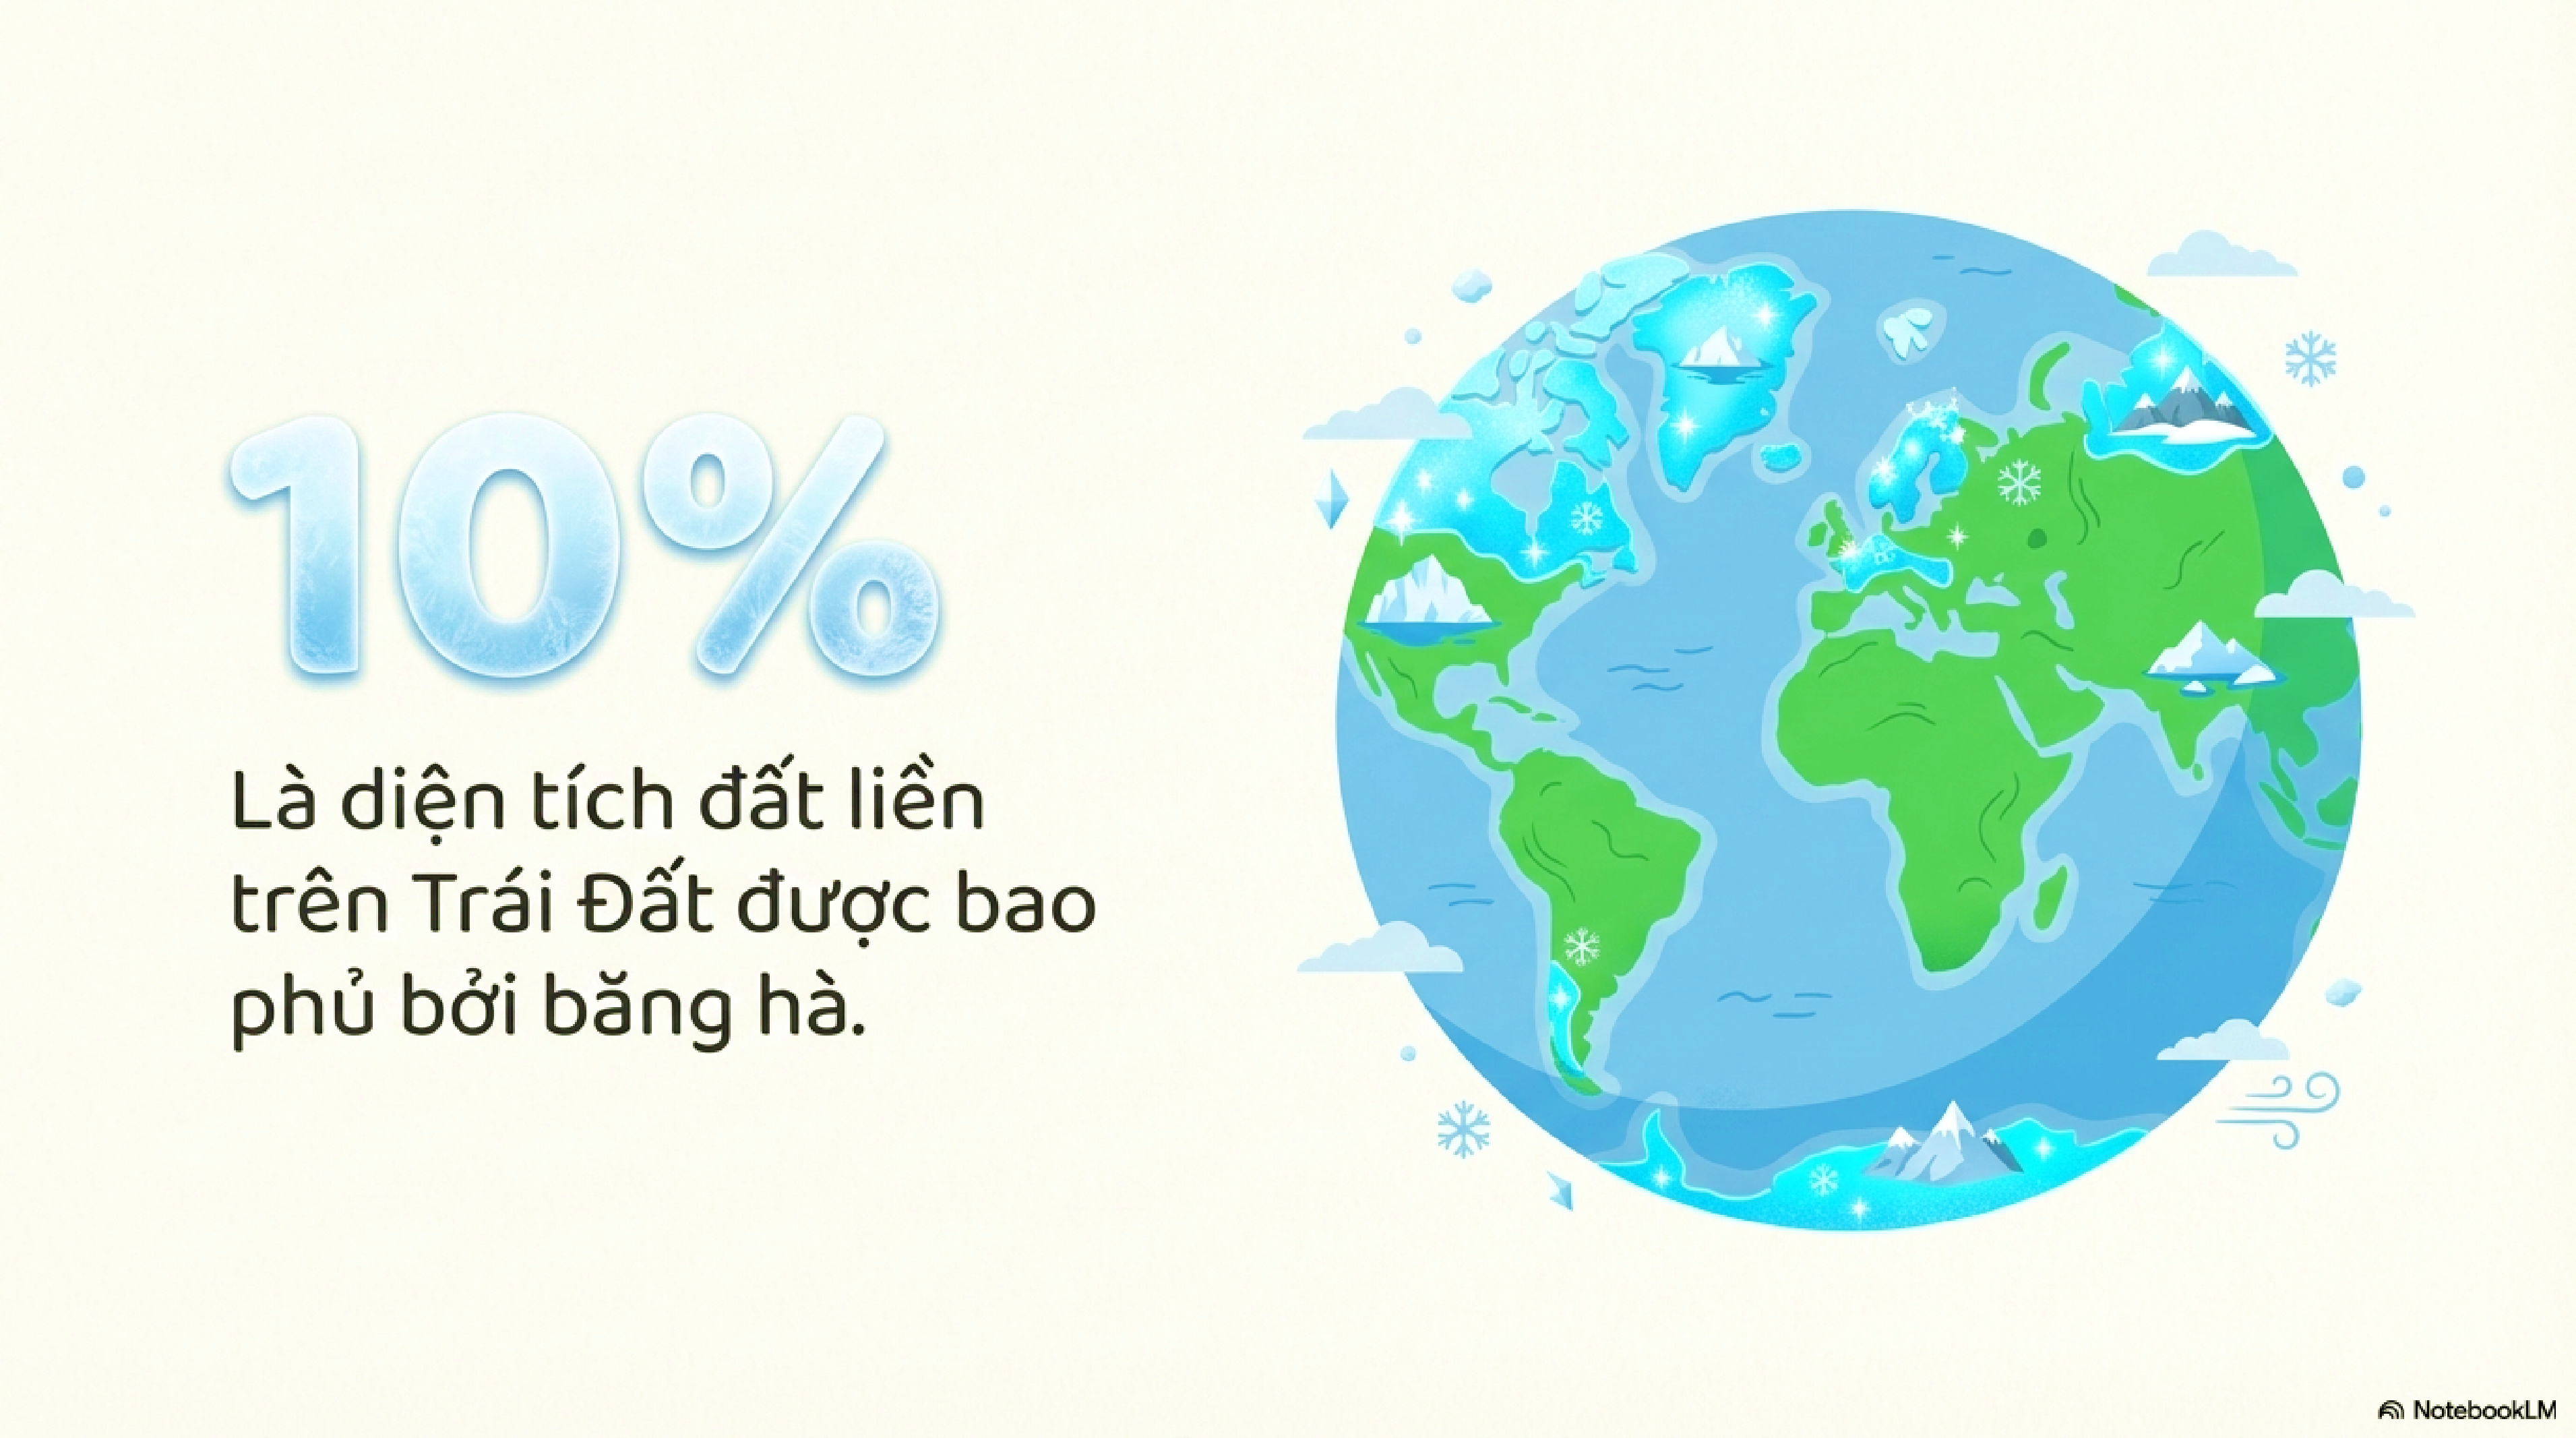 10%
Là diện tích đất liền
trên Trái Đất được bao
phủ bởi băng hà.
NotebookLM